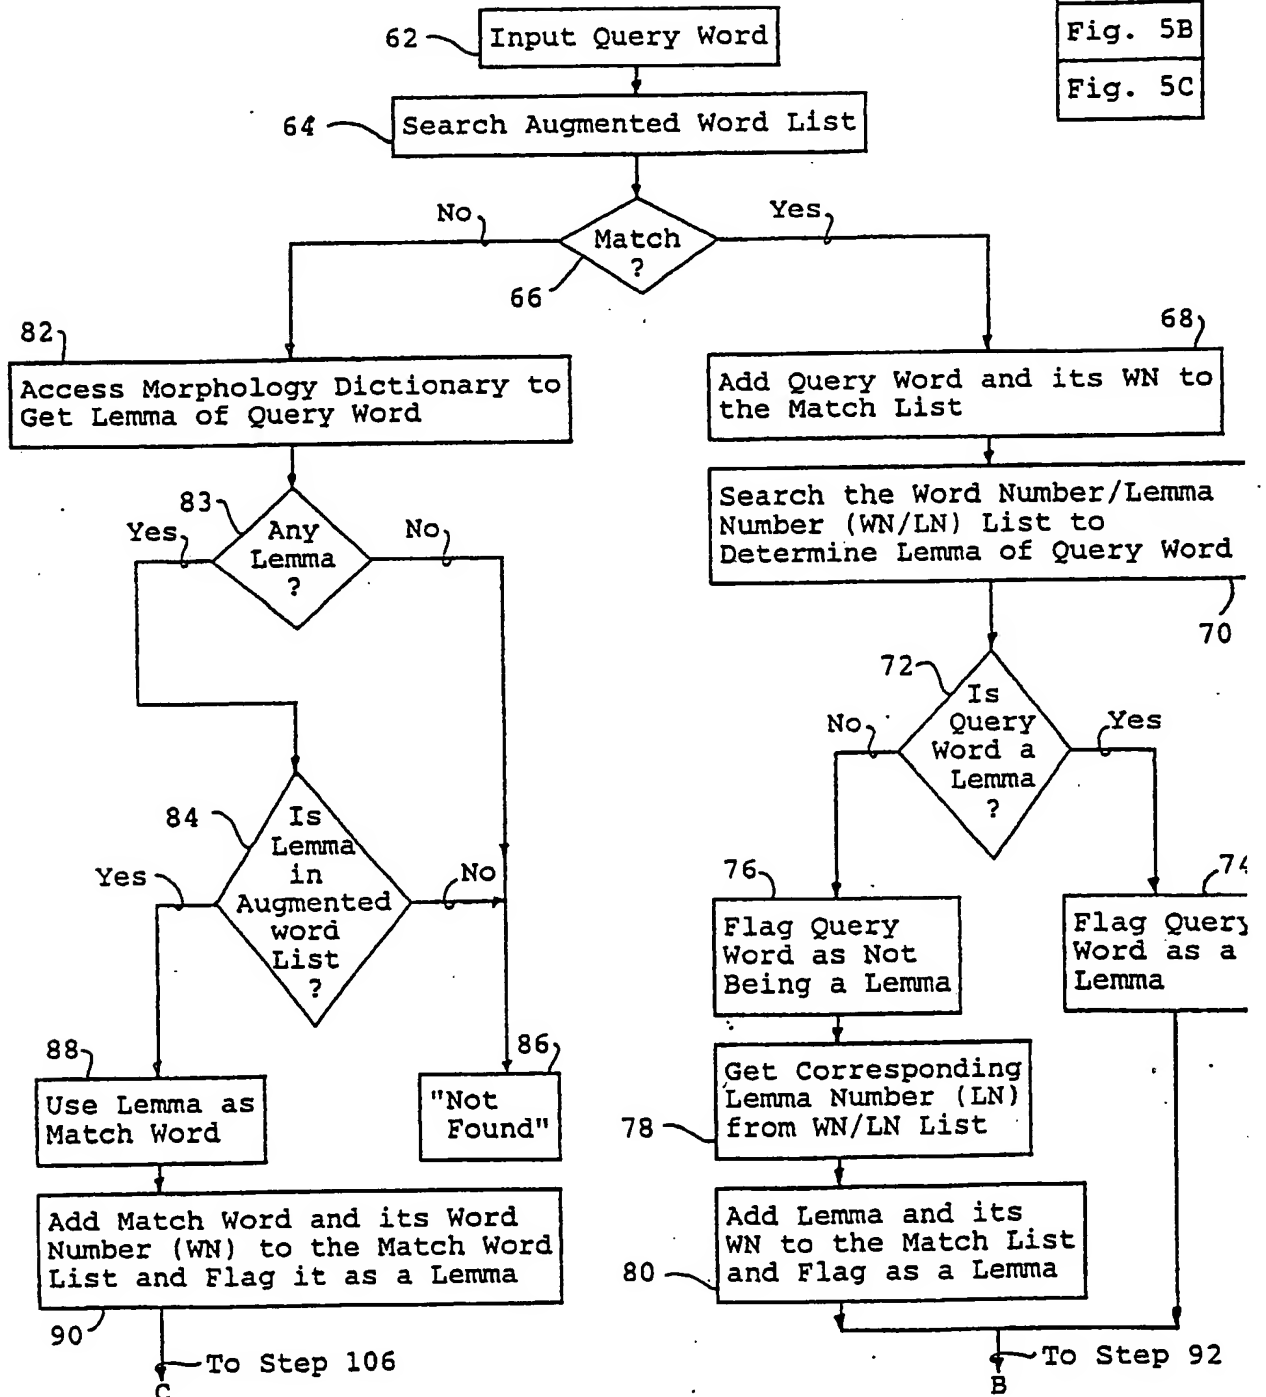 Fig. 5B
Fig. 5C
62
Input Query Word
64
Search Augmented Word List
No
Yes
Match
?
66
82
Access Morphology Dictionary to
Get Lemma of Query Word
68
Add Query Word and its WN to
the Match List
Search the Word Number/Lemma
Number (WN/LN) List to
Determine Lemma of Query Word
70
83
Yes
Any
Lemma
?
No
72
Is
Query
Word a
Lemma
?
No
Yes
84
Is
Lemma
in
Augmented
word
List
?
Yes
No
76
Flag Query
Word as Not
Being a Lemma
74
Flag Query
Word as a
Lemma
88
Use Lemma as
Match Word
86
"Not
Found"
Get Corresponding
Lemma Number (LN)
from WN/LN List
78
Add Match Word and its Word
Number (WN) to the Match Word
List and Flag it as a Lemma
90
Add Lemma and its
WN to the Match List
and Flag as a Lemma
80
To Step 106
C
To Step 92
B